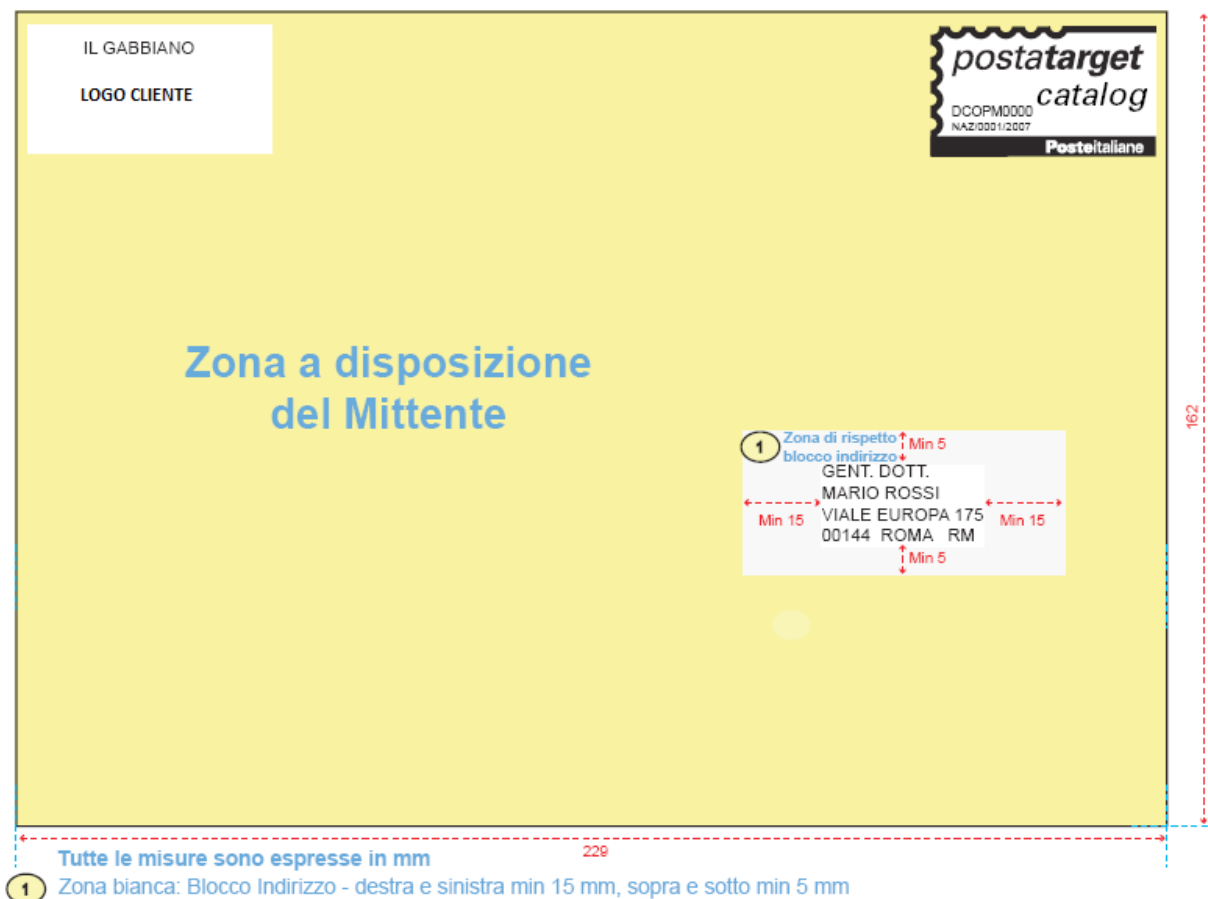 IL GABBIANO
LOGO CLIENTE
postatarget
catalog
DCOPM0000
NAZ/0001/2007
Posteitaliane
Zona a disposizione
del Mittente
162
1
Zona di rispetto
blocco indirizzo
Min 5
GENT. DOTT.
MARIO ROSSI
VIALE EUROPA 175
00144 ROMA RM
Min 15
Min 15
Min 5
229
Tutte le misure sono espresse in mm
1 Zona bianca: Blocco Indirizzo - destra e sinistra min 15 mm, sopra e sotto min 5 mm